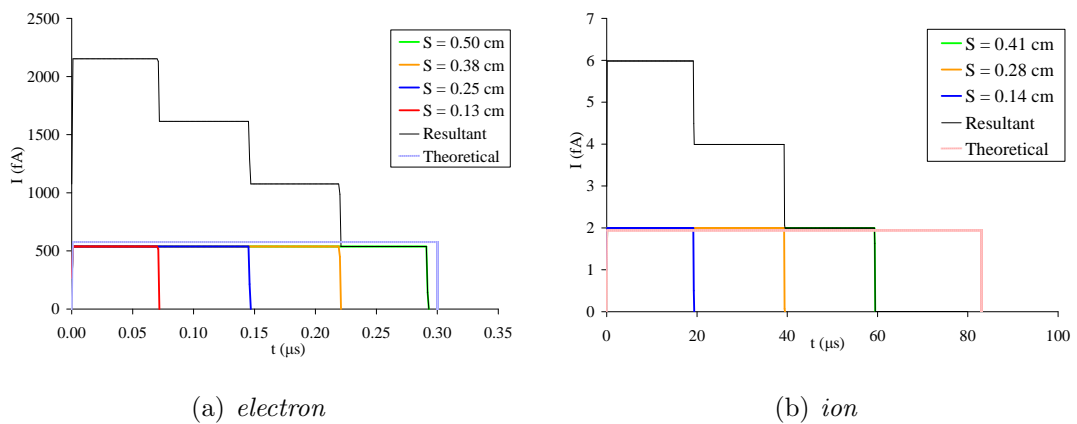 2500
2000
1500
1000
500
0
I (fA)
0.00 0.05 0.10 0.15 0.20 0.25 0.30 0.35
t (μs)
S = 0.50 cm
S = 0.38 cm
S = 0.25 cm
S = 0.13 cm
Resultant
Theoretical
(a) electron
7
6
5
4
3
2
1
0
I (fA)
0 20 40 60 80 100
t (μs)
S = 0.41 cm
S = 0.28 cm
S = 0.14 cm
Resultant
Theoretical
(b) ion